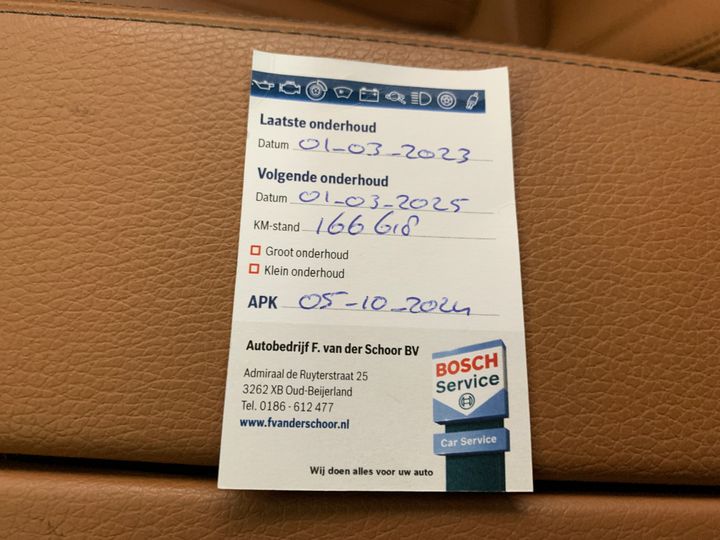 Laatste onderhoud
Datum 01-03-2023
Volgende onderhoud
Datum 01-03-2025
KM-stand 166618
Groot onderhoud
Klein onderhoud
APK 05-10-2024
Autobedrijf F. van der Schoor BV
Admiraal de Ruyterstraat 25
3262 XB Oud-Beijerland
Tel. 0186 - 612 477
www.fvanderschoor.nl
BOSCH
Service
Car Service
Wij doen alles voor uw auto